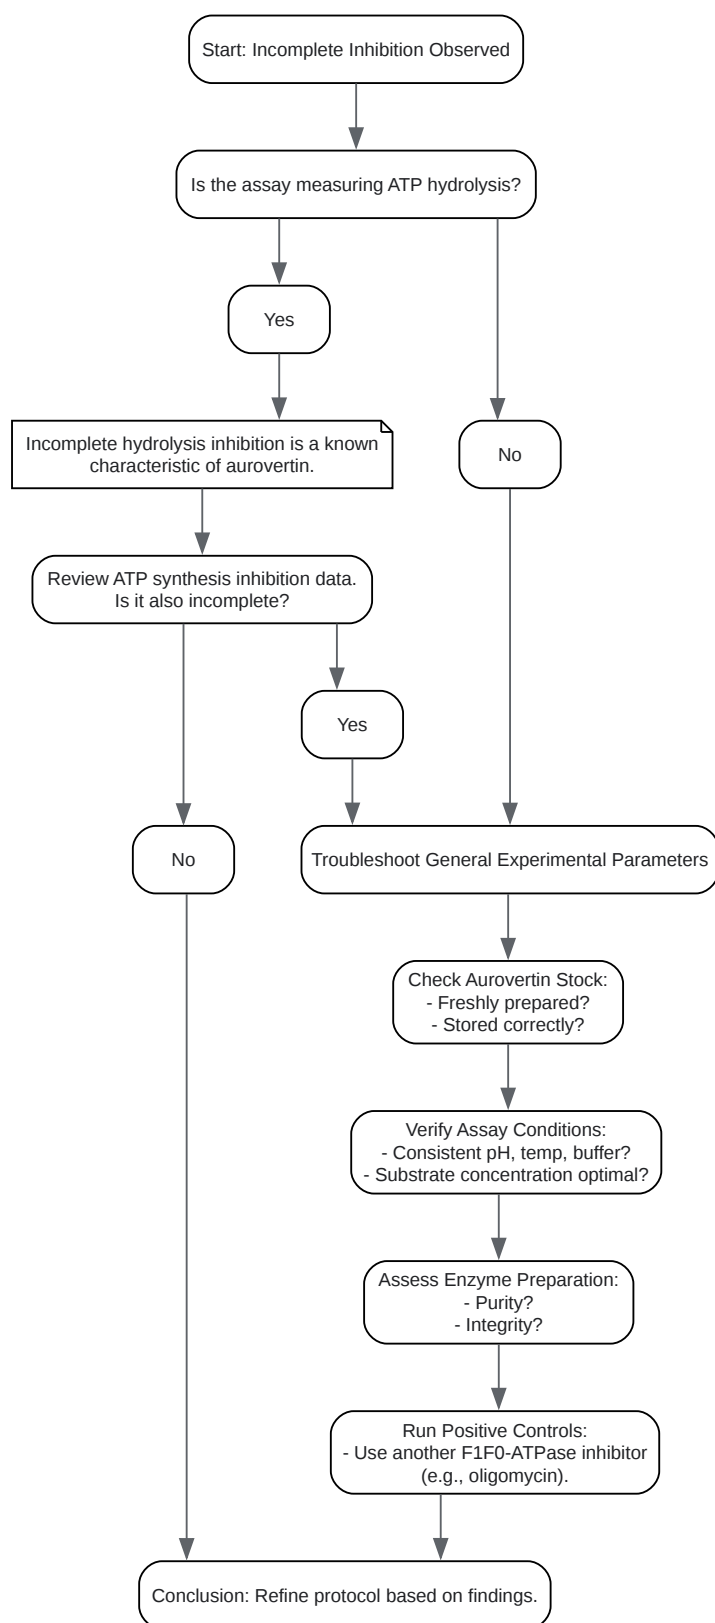 Start: Incomplete Inhibition Observed
Is the assay measuring ATP hydrolysis?
Yes
Incomplete hydrolysis inhibition is a known
characteristic of aurovertin.
No
Review ATP synthesis inhibition data.
Is it also incomplete?
Yes
No
Troubleshoot General Experimental Parameters
Check Aurovertin Stock:
- Freshly prepared?
- Stored correctly?
Verify Assay Conditions:
- Consistent pH, temp, buffer?
- Substrate concentration optimal?
Assess Enzyme Preparation:
- Purity?
- Integrity?
Run Positive Controls:
- Use another F1F0-ATPase inhibitor
(e.g., oligomycin).
Conclusion: Refine protocol based on findings.